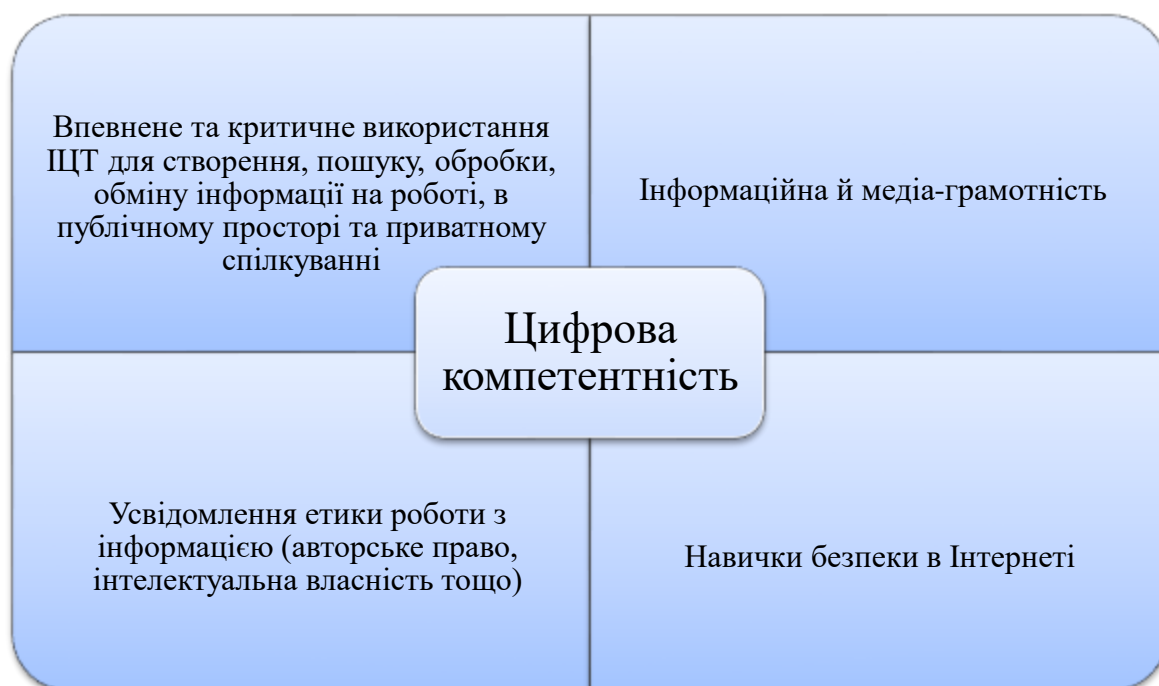 Впевнене та критичне використання
ІЩТ для створення, пошуку, обробки,
обміну інформації на роботі, в
публічному просторі та приватному
спілкуванні
Інформаційна й медіа-грамотність
Цифрова
компетентність
Усвідомлення етики роботи з
інформацією (авторське право,
інтелектуальна власність тощо)
Навички безпеки в Інтернеті